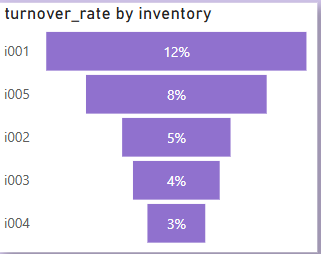 turnover_rate by inventory
i001 12%
i005 8%
i002 5%
i003 4%
i004 3%